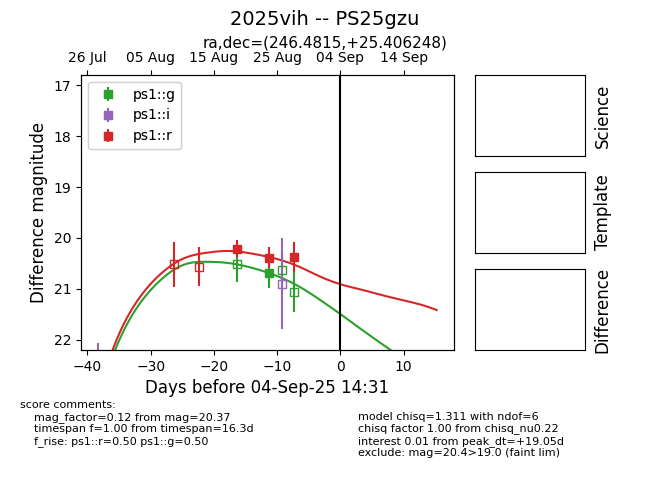 2025vih -- PS25gzu
ra,dec=(246.4815,+25.406248)
26 Jul 05 Aug 15 Aug 25 Aug 04 Sep 14 Sep
ps1::g
ps1::i
ps1::r
17
18
19
20
21
22
Difference magnitude
−40 −30 −20 −10 0 10
Days before 04-Sep-25 14:31
Science
Template
Difference
score comments:
mag_factor=0.12 from mag=20.37
timespan f=1.00 from timespan=16.3d
f_rise: ps1::r=0.50 ps1::g=0.50
model chisq=1.311 with ndof=6
chisq factor 1.00 from chisq_nu0.22
interest 0.01 from peak_dt=+19.05d
exclude: mag=20.4>19.0 (faint lim)